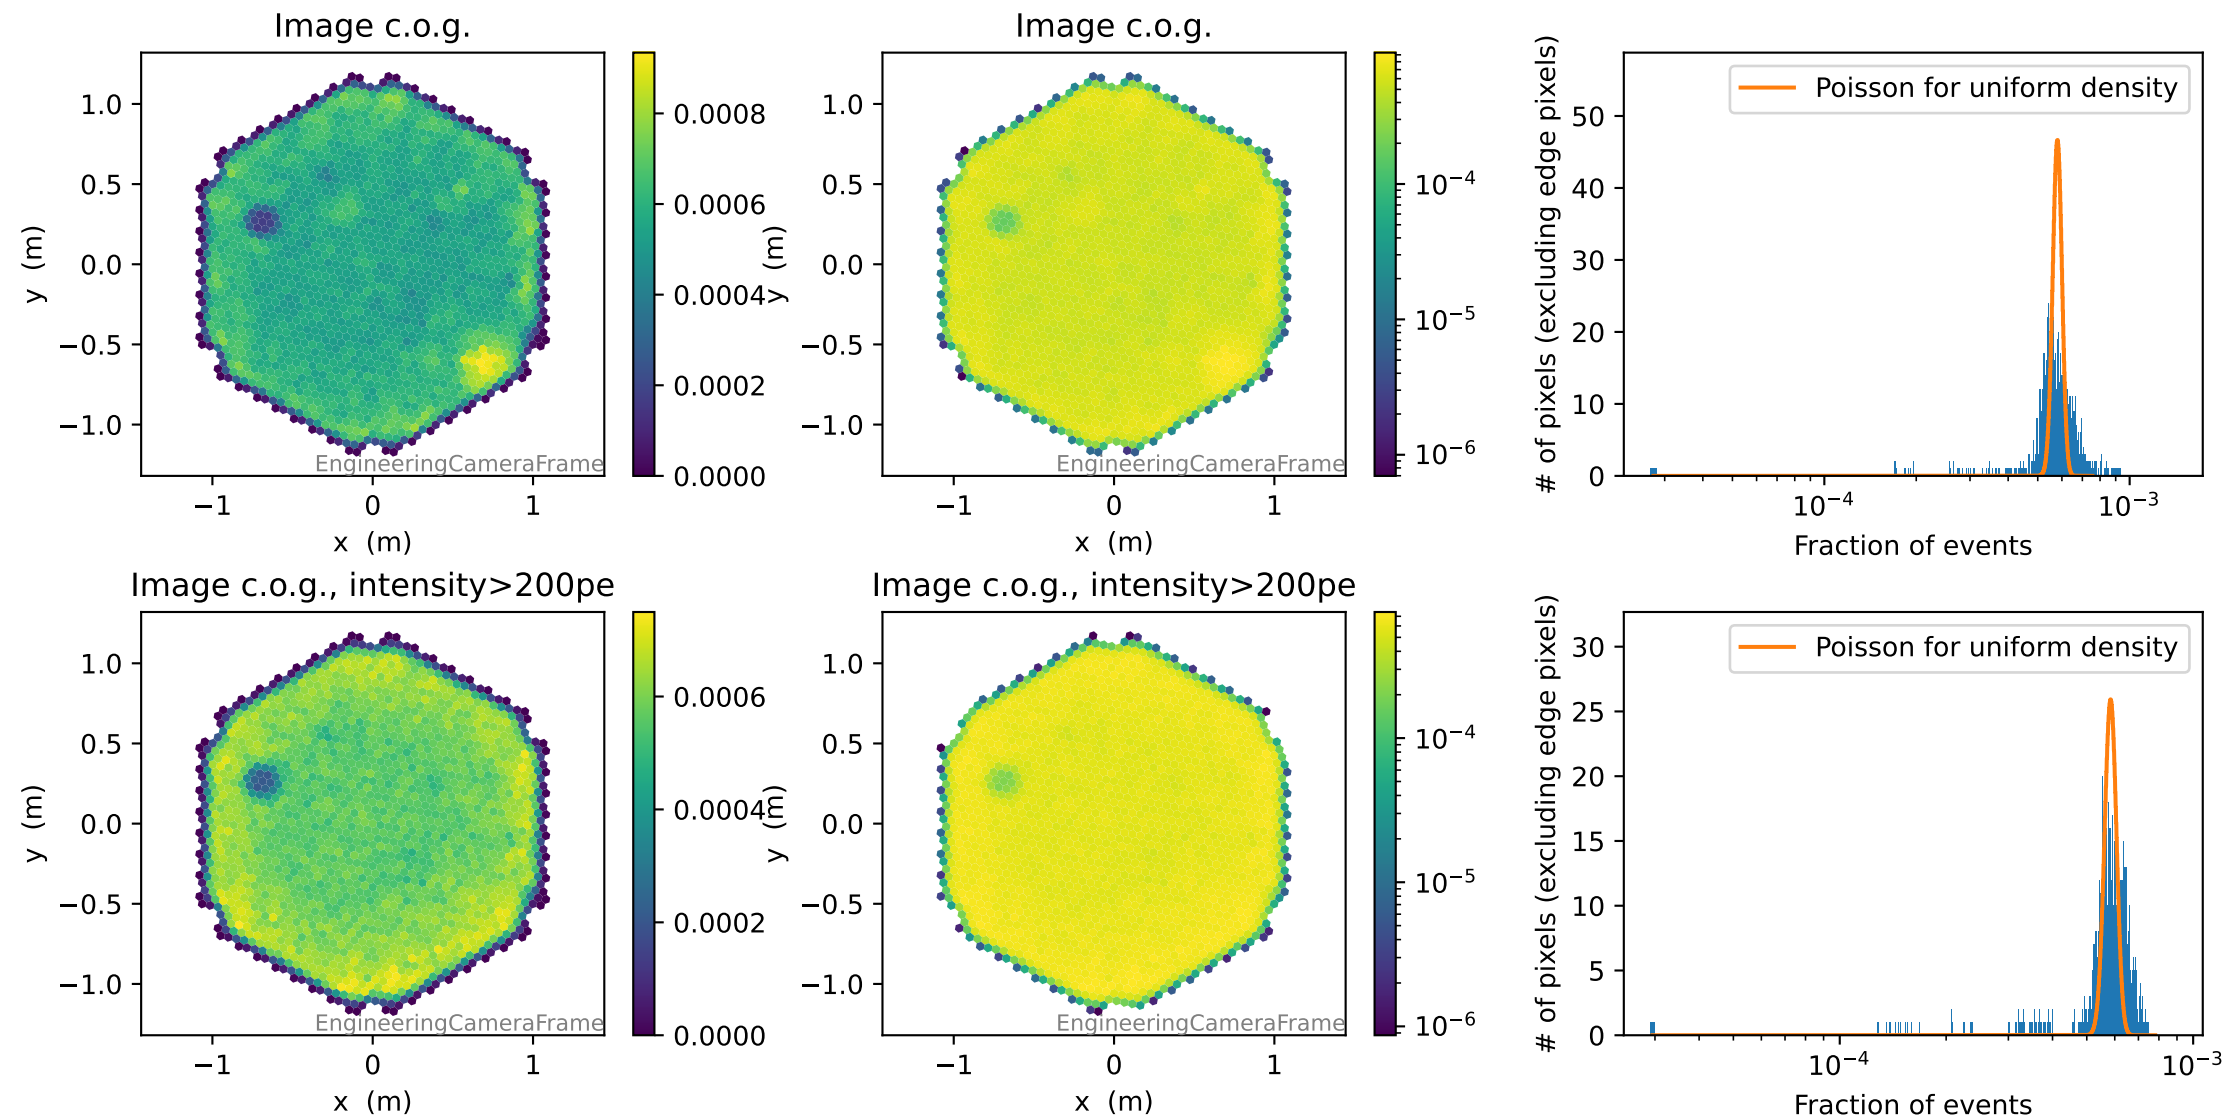 Image c.o.g.
1.0
0.5
0.0
−0.5
−1.0
y (m)
−1
0
1
x (m)
EngineeringCameraFrame
0.0008
0.0006
0.0004
0.0002
0.0000
Image c.o.g.
1.0
0.5
0.0
−0.5
−1.0
y (m)
−1
0
1
x (m)
EngineeringCameraFrame
10⁻⁴
10⁻⁵
10⁻⁶
Poisson for uniform density
# of pixels (excluding edge pixels)
50
40
30
20
10
0
10⁻⁴
10⁻³
Fraction of events
Image c.o.g., intensity>200pe
1.0
0.5
0.0
−0.5
−1.0
y (m)
−1
0
1
x (m)
EngineeringCameraFrame
0.0006
0.0004
0.0002
0.0000
Image c.o.g., intensity>200pe
1.0
0.5
0.0
−0.5
−1.0
y (m)
−1
0
1
x (m)
EngineeringCameraFrame
10⁻⁴
10⁻⁵
10⁻⁶
Poisson for uniform density
# of pixels (excluding edge pixels)
30
25
20
15
10
5
0
10⁻⁴
10⁻³
Fraction of events